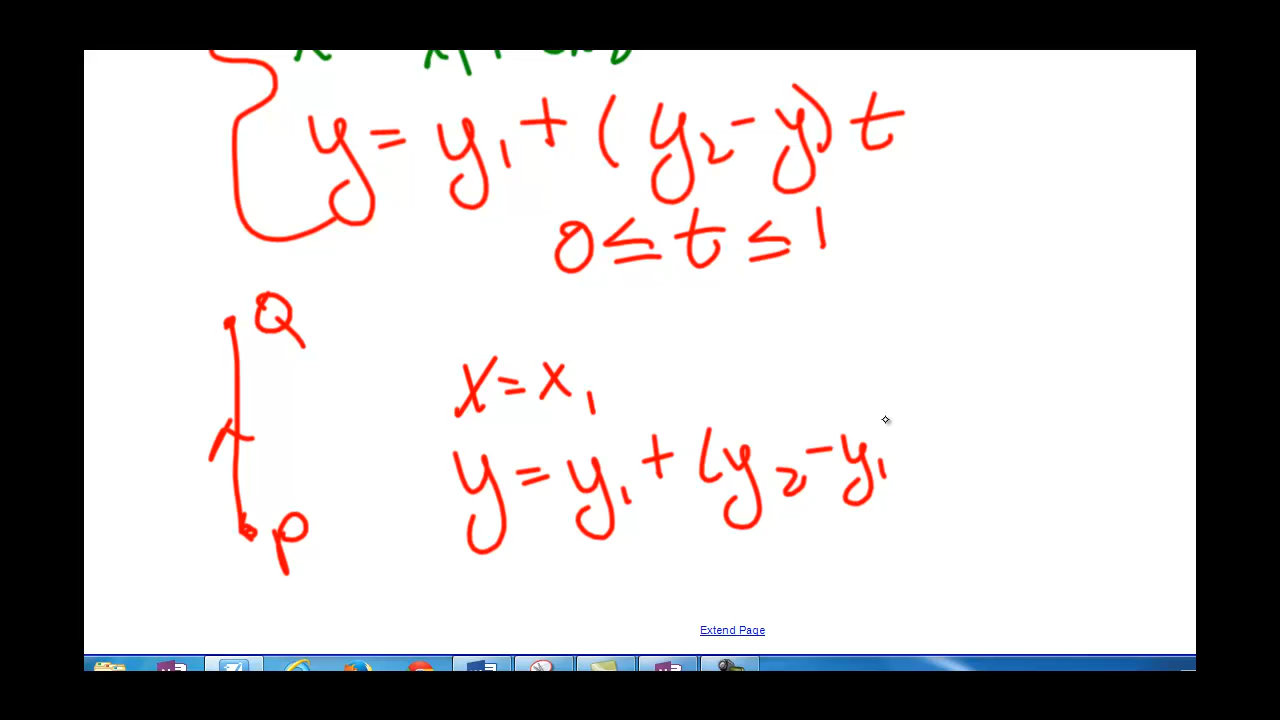 y = y₁ + (y₂ - y) t
0 ≤ t ≤ 1
Q
x = x₁
y = y₁ + (y₂ - y₁
P
Extend Page